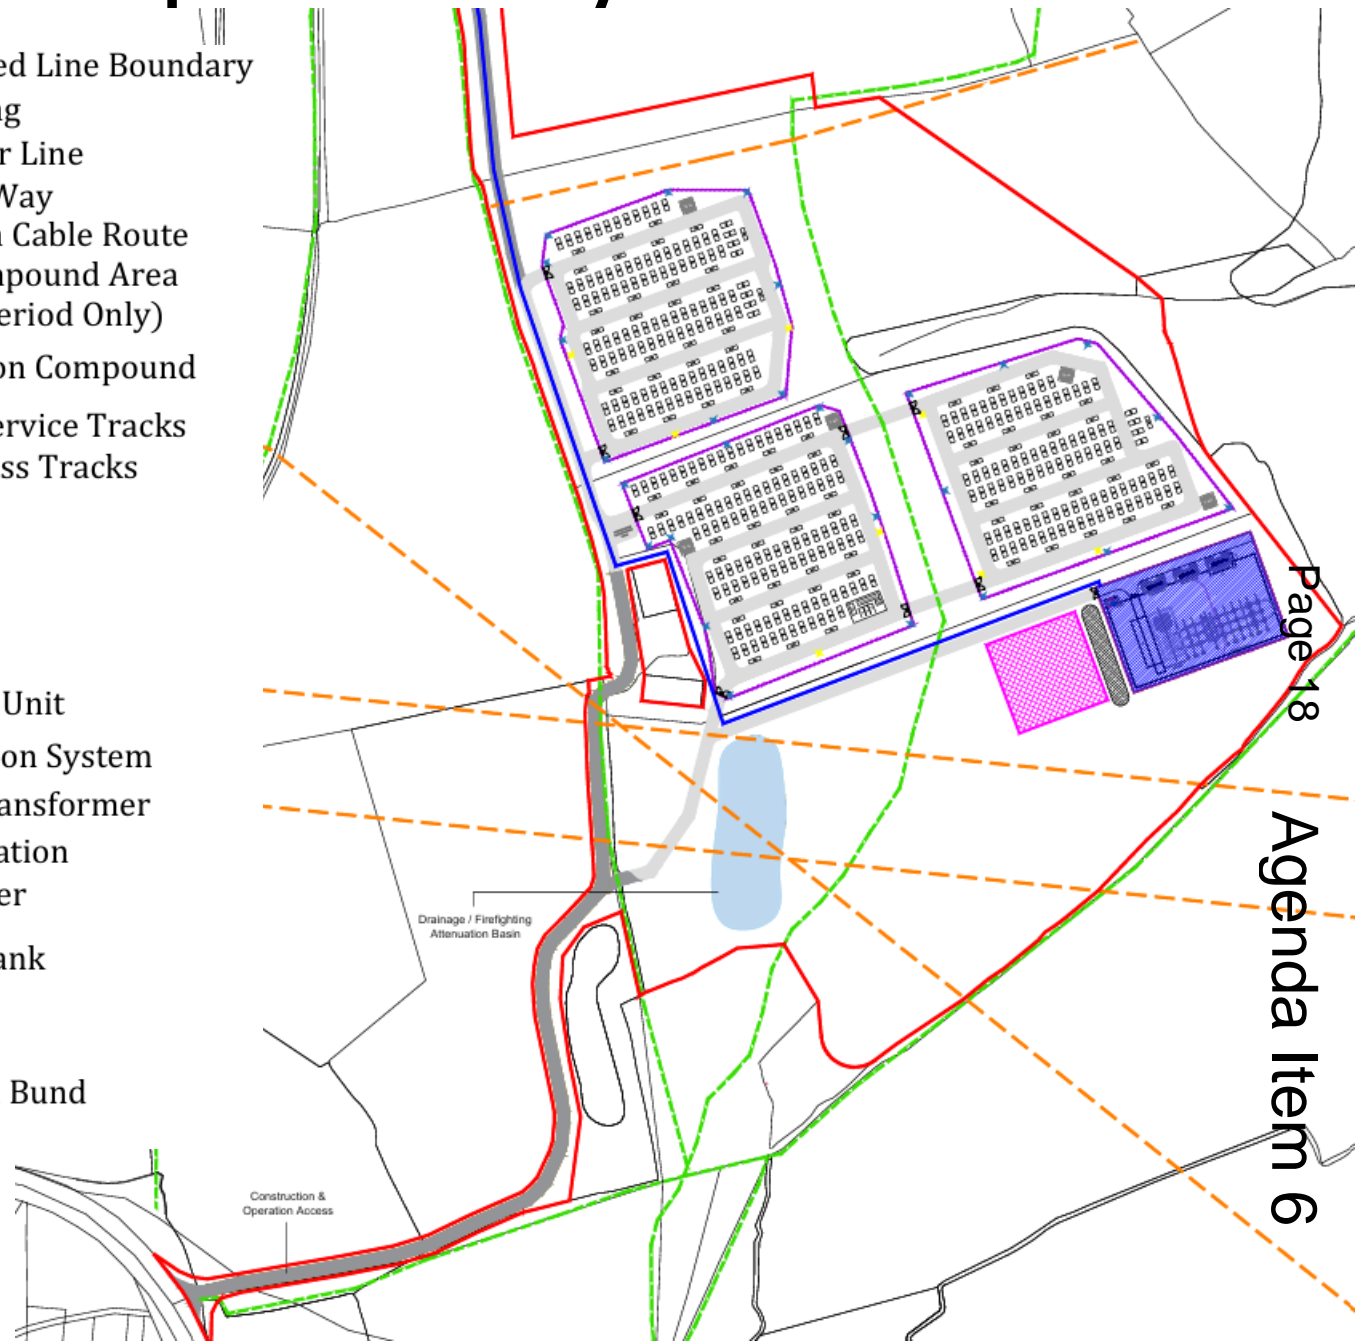 ed Line Boundary
ng
r Line
Way
n Cable Route
pound Area
eriod Only)
on Compound
ervice Tracks
ss Tracks
Unit
on System
ansformer
ation
er
ank
Bund
Drainage / Firefighting
Attenuation Basin
Construction &
Operation Access
Page 18
Agenda Item 6